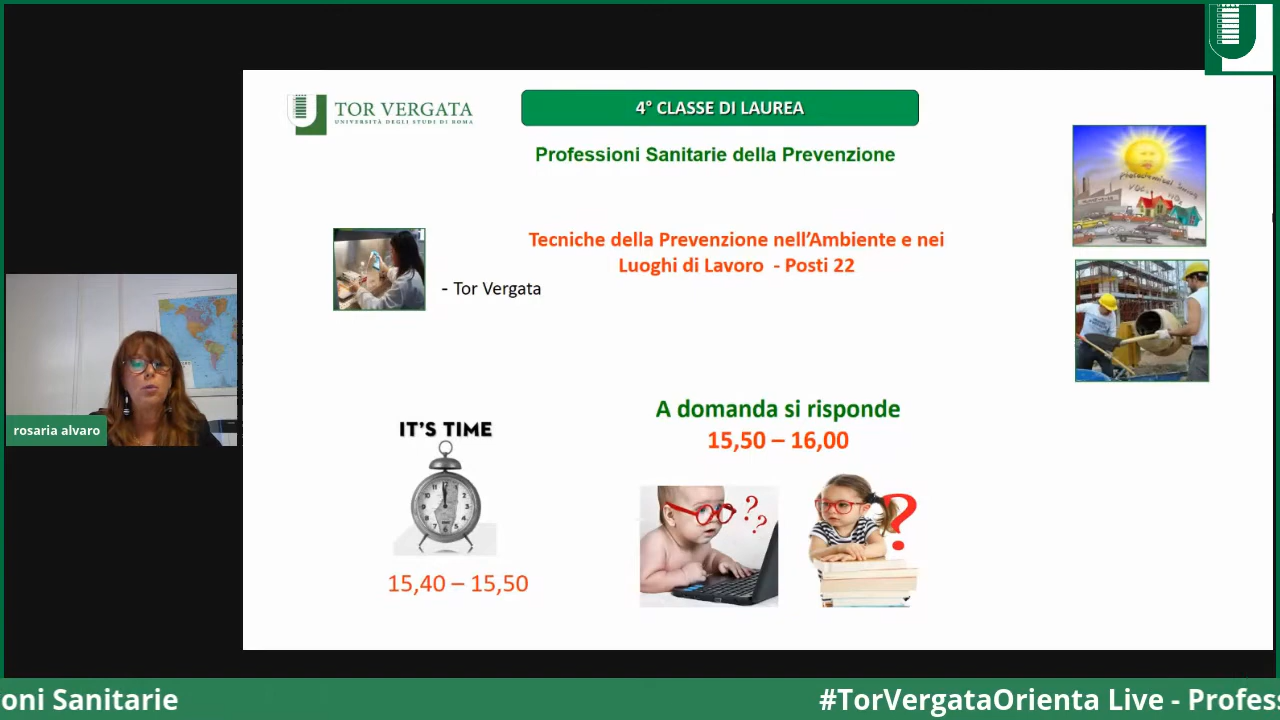 TOR VERGATA
UNIVERSITÀ DEGLI STUDI DI ROMA
4° CLASSE DI LAUREA
Professioni Sanitarie della Prevenzione
Tecniche della Prevenzione nell'Ambiente e nei
Luoghi di Lavoro - Posti 22
- Tor Vergata
rosaria alvaro
IT'S TIME
15,40 – 15,50
A domanda si risponde
15,50 – 16,00
? ?
?
oni Sanitarie
#TorVergataOrienta Live - Profess